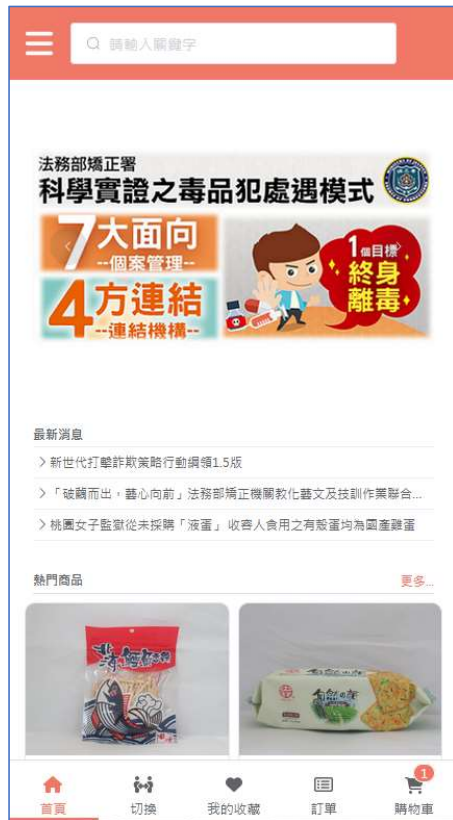 請輸入關鍵字
法務部矯正署
科學實證之毒品犯處遇模式
7大面向
--個案管理--
4方連結
--連結機構--
1個目標
終身
離毒
最新消息
> 新世代打擊詐欺策略行動綱領1.5版
> 「破繭而出，藝心向前」法務部矯正機關教化藝文及技訓作業聯合...
> 桃園女子監獄從未採購「液蛋」 收容人食用之有殼蛋均為國產雞蛋
熱門商品
更多...
北海
自然の顏
1
首頁
切換
我的收藏
訂單
購物車